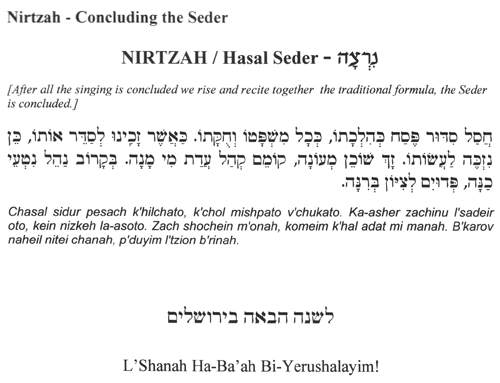 Nirtzah - Concluding the Seder
NIRTZAH / Hasal Seder - נִרְצָה
[After all the singing is concluded we rise and recite together the traditional formula, the Seder
is concluded.]
חֲסַל סִדּוּר פֶּסַח כְּהִלְכָתוֹ, כְּכָל מִשְׁפָּטוֹ וְחֻקָּתוֹ. כַּאֲשֶׁר זָכִינוּ לְסַדֵּר אוֹתוֹ, כֵּן
נִזְכֶּה לַעֲשׂוֹתוֹ. זָךְ שׁוֹכֵן מְעוֹנָה, קוֹמֵם קְהַל עֲדַת מִי מָנָה. בְּקָרוֹב נַהֵל נִטְעֵי
כַנָּה, פְּדוּיִם לְצִיּוֹן בְּרִנָּה.
Chasal sidur pesach k'hilchato, k'chol mishpato v'chukato. Ka-asher zachinu l'sadeir
oto, kein nizkeh la-asoto. Zach shochein m'onah, komeim k'hal adat mi manah. B'karov
naheil nitei chanah, p'duyim l'tzion b'rinah.
לשנה הבאה בירושלים
L'Shanah Ha-Ba'ah Bi-Yerushalayim!